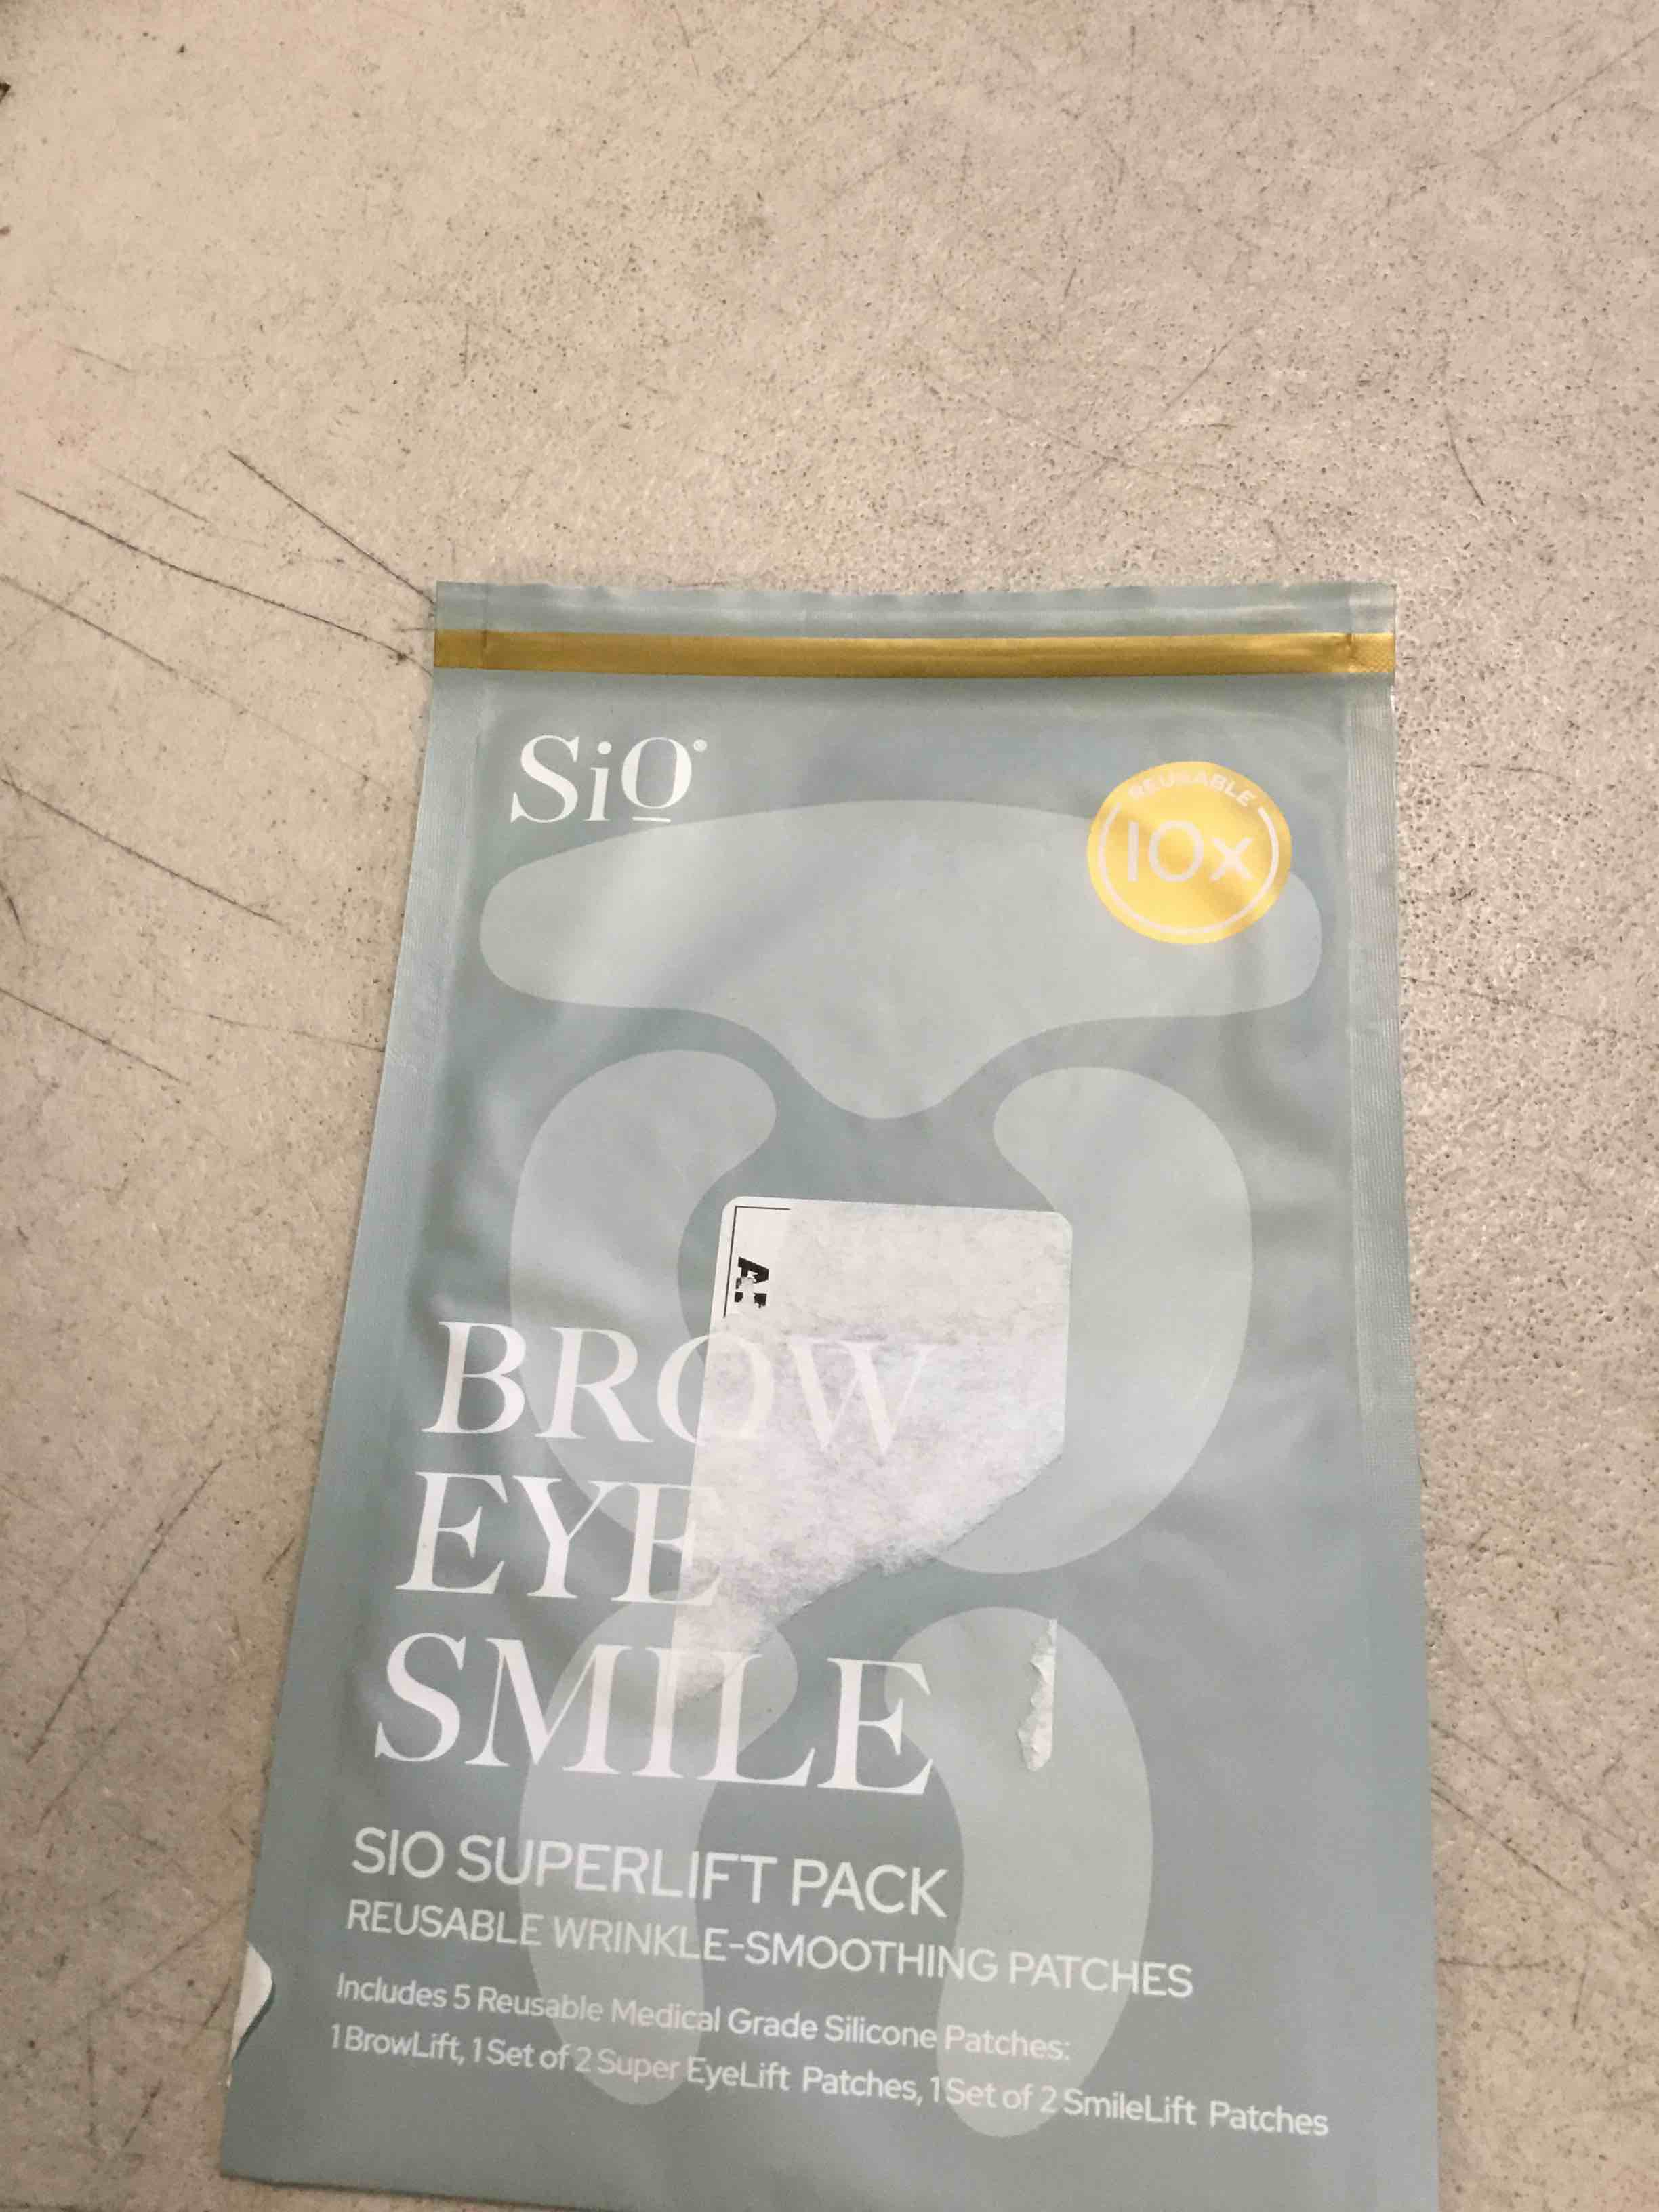 SiO®
REUSABLE
10x
BROW
EYE
SMILE
SIO SUPERLIFT PACK
REUSABLE WRINKLE-SMOOTHING PATCHES
Includes 5 Reusable Medical Grade Silicone Patches:
1 BrowLift, 1 Set of 2 Super EyeLift Patches, 1 Set of 2 SmileLift Patches